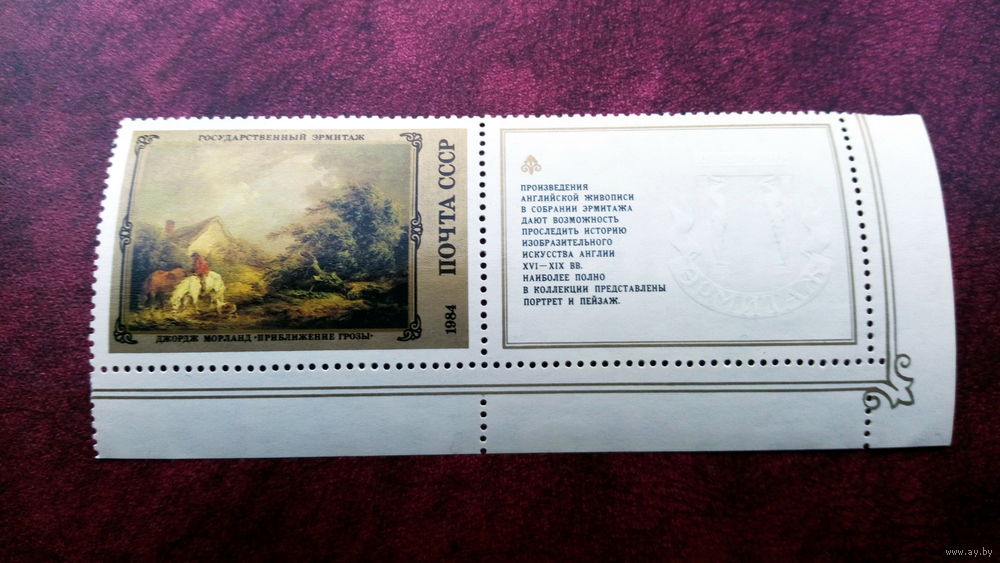 ГОСУДАРСТВЕННЫЙ ЭРМИТАЖ
ДЖОРДЖ МОРЛАНД «ПРИБЛИЖЕНИЕ ГРОЗЫ»
ПОЧТА СССР
1984
ПРОИЗВЕДЕНИЯ
АНГЛИЙСКОЙ ЖИВОПИСИ
В СОБРАНИИ ЭРМИТАЖА
ДАЮТ ВОЗМОЖНОСТЬ
ПРОСЛЕДИТЬ ИСТОРИЮ
ИЗОБРАЗИТЕЛЬНОГО
ИСКУССТВА АНГЛИИ
XVI—XIX ВВ.
НАИБОЛЕЕ ПОЛНО
В КОЛЛЕКЦИИ ПРЕДСТАВЛЕНЫ
ПОРТРЕТ И ПЕЙЗАЖ.
ЭРМИТАЖ
www.ay.by